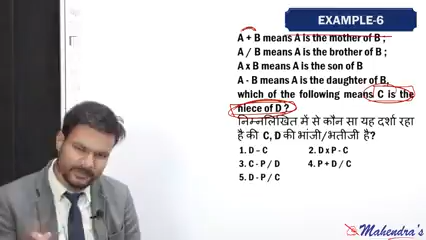 EXAMPLE-6
A + B means A is the mother of B ;
A / B means A is the brother of B ;
A x B means A is the son of B
A - B means A is the daughter of B,
which of the following means C is the
niece of D ?
निम्नलिखित में से कौन सा यह दर्शा रहा
है की C, D की भांजी/भतीजी है?
1. D – C
2. D x P - C
3. C - P / D
4. P + D / C
5. D - P / C
Mahendra's